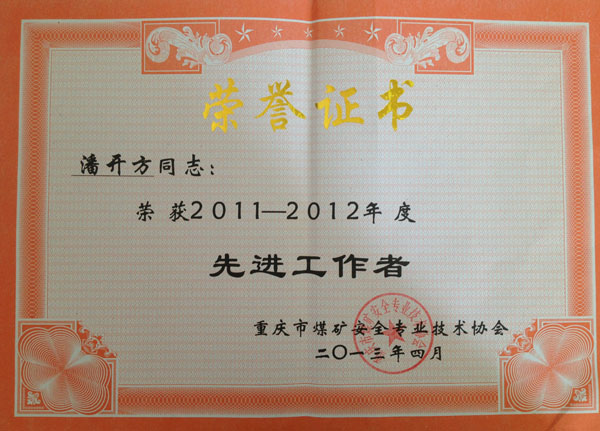 荣誉证书
潘开方同志：
荣获2011—2012年度
先进工作者
重庆市煤矿安全专业技术协会
二〇一三年四月